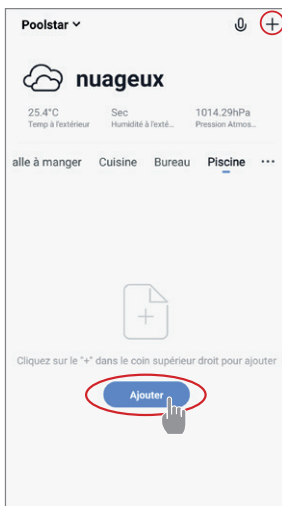 Poolstar
nuageux
25.4°C Sec 1014.29hPa
Temp à l'extérieur Humidité à l'exté... Pression Atmos...
alle à manger Cuisine Bureau Piscine ...
Cliquez sur le "+" dans le coin supérieur droit pour ajouter
Ajouter